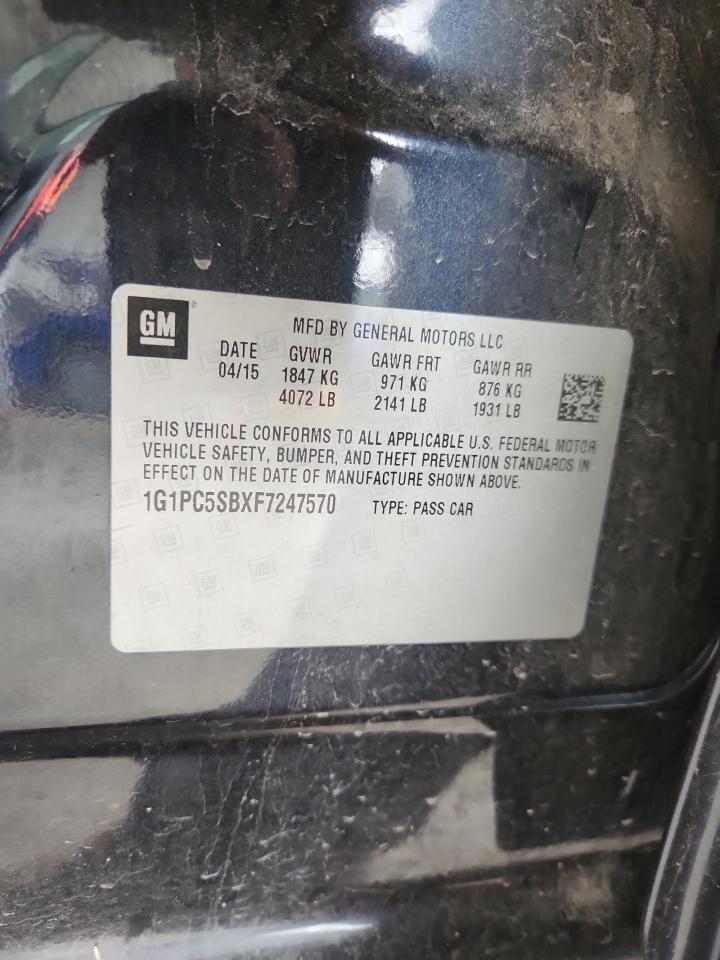 GM
MFD BY GENERAL MOTORS LLC
DATE GVWR GAWR FRT GAWR RR
04/15 1847 KG 971 KG 876 KG
4072 LB 2141 LB 1931 LB
THIS VEHICLE CONFORMS TO ALL APPLICABLE U.S. FEDERAL MOTOR
VEHICLE SAFETY, BUMPER, AND THEFT PREVENTION STANDARDS IN
EFFECT ON THE DATE OF MANUFACTURE SHOWN ABOVE.
1G1PC5SBXF7247570 TYPE: PASS CAR